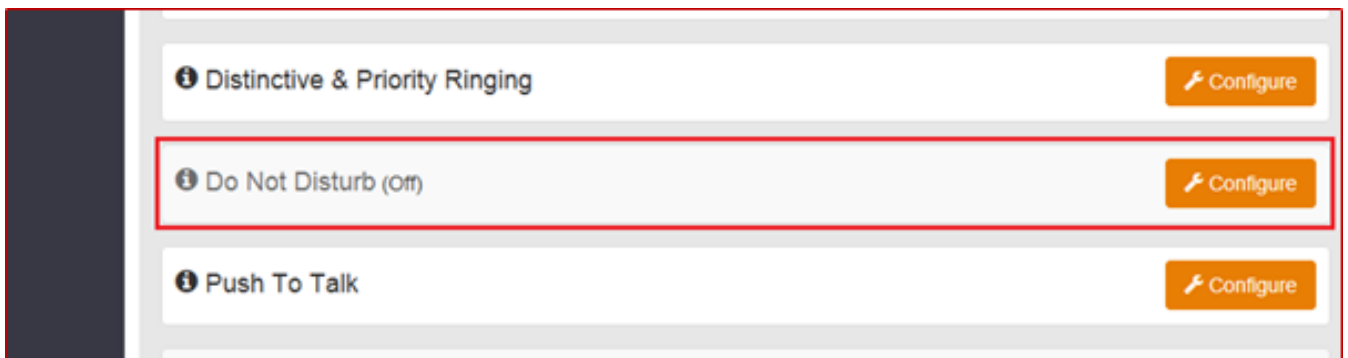 Distinctive & Priority Ringing
Configure
Do Not Disturb (Off)
Configure
Push To Talk
Configure